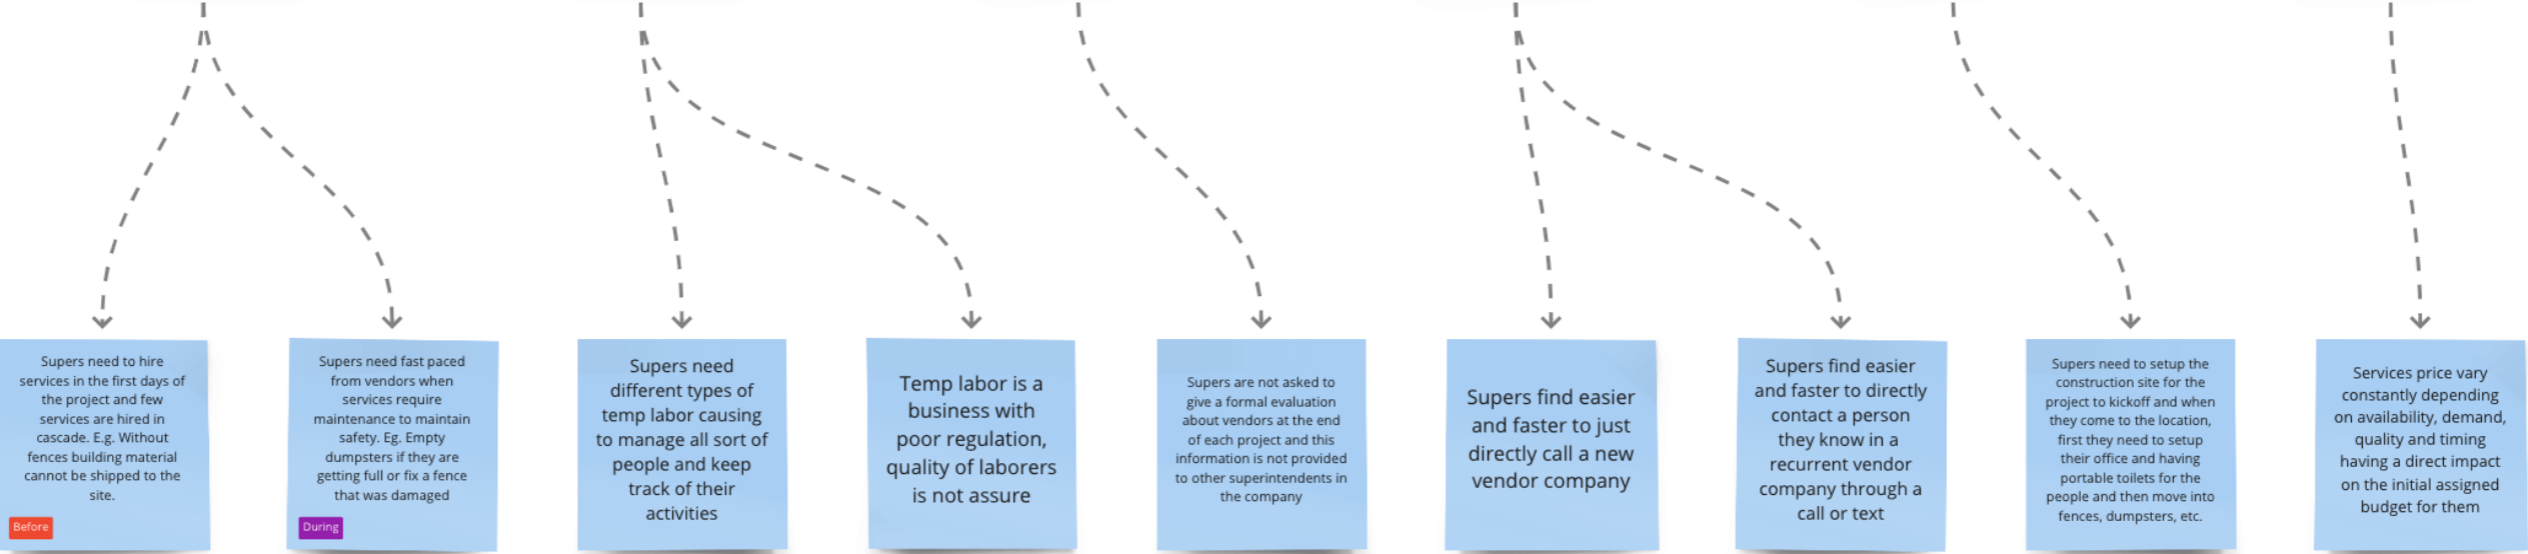 Supers need to hire
services in the first days of
the project and few
services are hired in
cascade. E.g. Without
fences building material
cannot be shipped to the
site.
Before
Supers need fast paced
from vendors when
services require
maintenance to maintain
safety. Eg. Empty
dumpsters if they are
getting full or fix a fence
that was damaged
During
Supers need
different types of
temp labor causing
to manage all sort of
people and keep
track of their
activities
Temp labor is a
business with
poor regulation,
quality of laborers
is not assure
Supers are not asked to
give a formal evaluation
about vendors at the end
of each project and this
information is not provided
to other superintendents in
the company
Supers find easier
and faster to just
directly call a new
vendor company
Supers find easier
and faster to directly
contact a person
they know in a
recurrent vendor
company through a
call or text
Supers need to setup the
construction site for the
project to kickoff and when
they come to the location,
first they need to setup
their office and having
portable toilets for the
people and then move into
fences, dumpsters, etc.
Services price vary
constantly depending
on availability, demand,
quality and timing
having a direct impact
on the initial assigned
budget for them